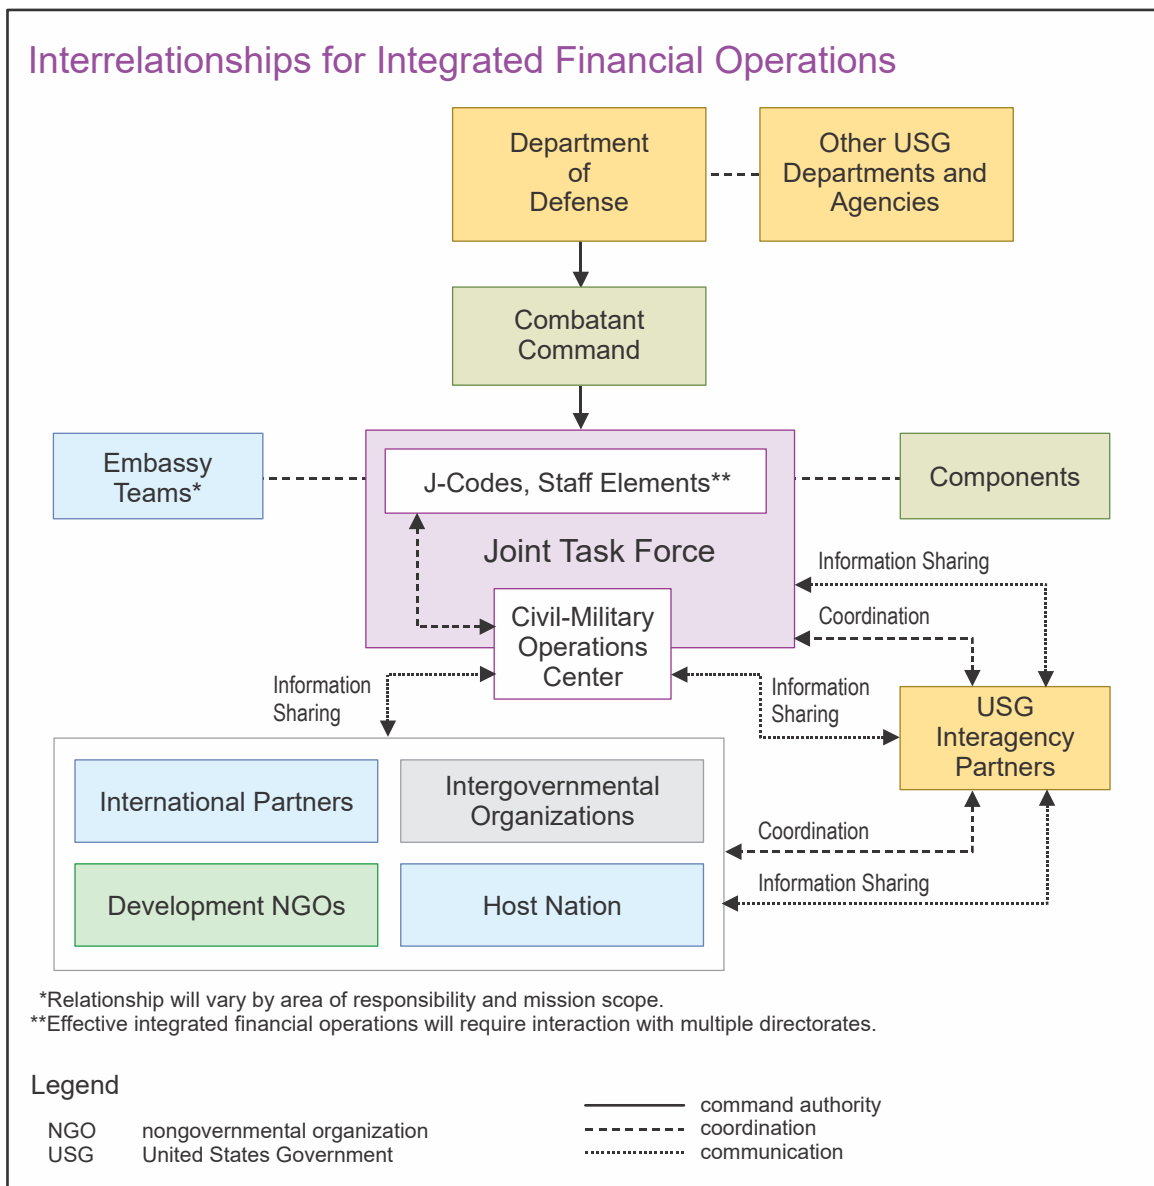 Interrelationships for Integrated Financial Operations
Department
of
Defense
Other USG
Departments and
Agencies
Combatant
Command
Embassy
Teams*
J-Codes, Staff Elements**
Components
Joint Task Force
Information Sharing
Coordination
Civil-Military
Operations
Center
Information
Sharing
Information
Sharing
USG
Interagency
Partners
International Partners
Intergovernmental
Organizations
Coordination
Information Sharing
Development NGOs
Host Nation
*Relationship will vary by area of responsibility and mission scope.
**Effective integrated financial operations will require interaction with multiple directorates.
Legend
NGO nongovernmental organization
USG United States Government
command authority
coordination
communication